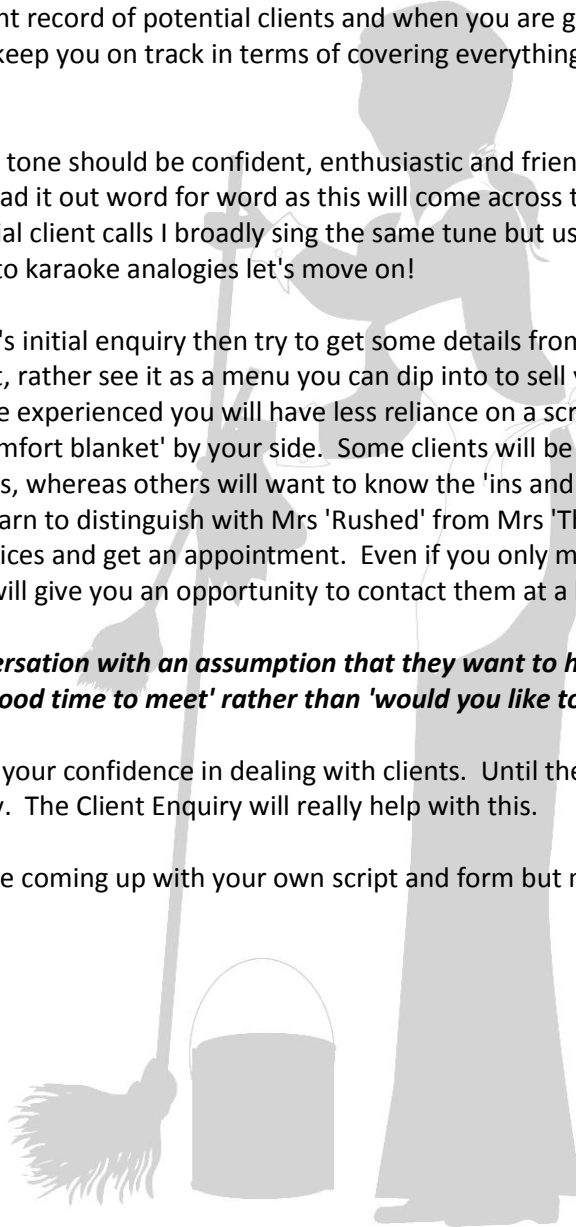 nt record of potential clients and when you are g
keep you on track in terms of covering everything
tone should be confident, enthusiastic and frien
ad it out word for word as this will come across t
ial client calls I broadly sing the same tune but us
to karaoke analogies let's move on!
's initial enquiry then try to get some details from
t, rather see it as a menu you can dip into to sell y
e experienced you will have less reliance on a scr
mfort blanket' by your side. Some clients will be
s, whereas others will want to know the 'ins and
arn to distinguish with Mrs 'Rushed' from Mrs 'Th
ices and get an appointment. Even if you only m
will give you an opportunity to contact them at a l
ersation with an assumption that they want to h
ood time to meet' rather than 'would you like to
your confidence in dealing with clients. Until the
y. The Client Enquiry will really help with this.
e coming up with your own script and form but n